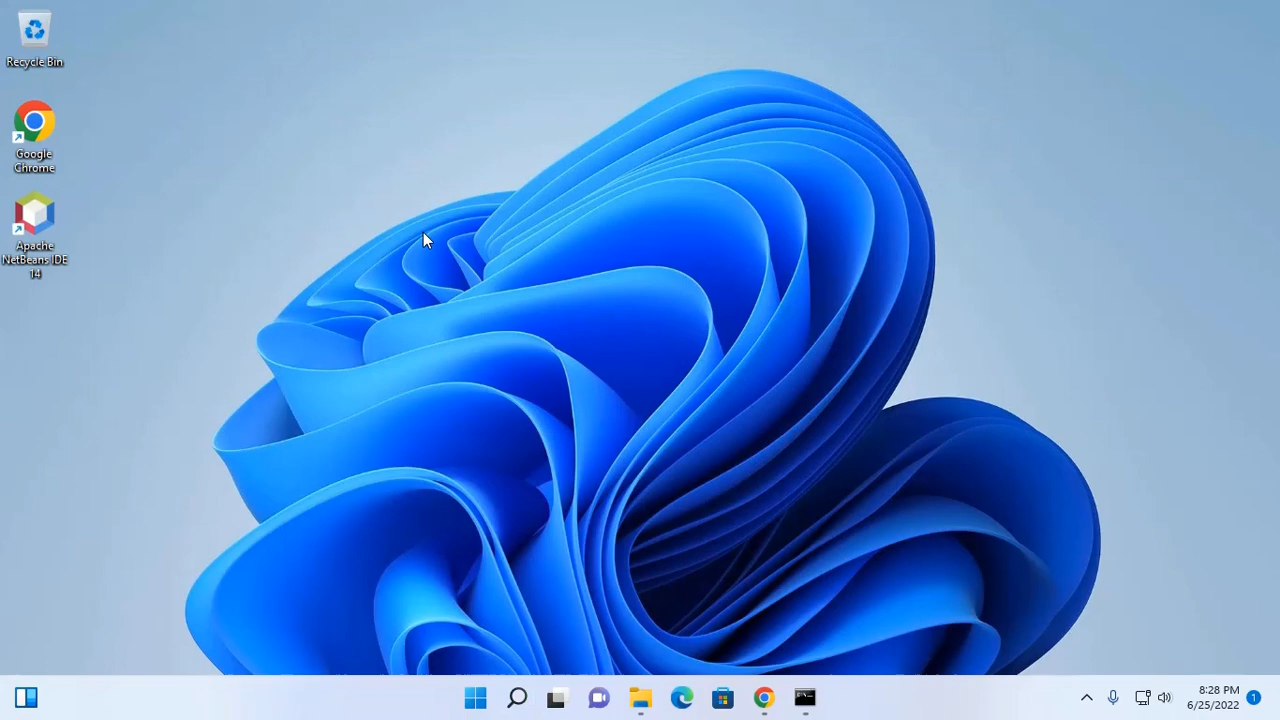 Recycle Bin
Google
Chrome
Apache
NetBeans IDE
14
8:28 PM
6/25/2022
1